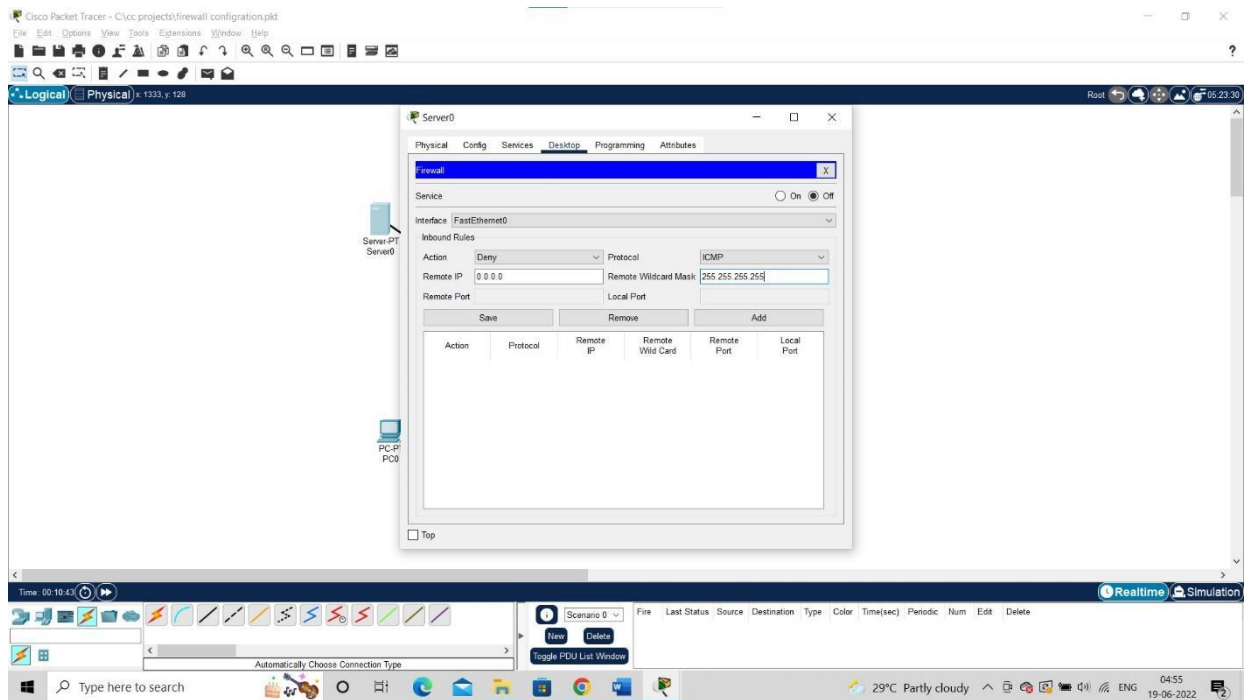 Cisco Packet Tracer - C:\cc projects\firewall configration.pkt
File Edit Options View Tools Extensions Window Help
?
Logical Physical x: 1333, y: 128 Root 05:23:30
Server0
Physical Config Services Desktop Programming Attributes
Firewall X
Service On Off
Interface FastEthernet0
Inbound Rules
Action Deny Protocol ICMP
Remote IP 0.0.0.0 Remote Wildcard Mask 255.255.255.255
Remote Port Local Port
Save Remove Add
Action Protocol Remote IP Remote Wild Card Remote Port Local Port
Server-PT
Server0
PC-P
PC0
Top
Time: 00:10:43 Realtime Simulation
Scenario 0 Fire Last Status Source Destination Type Color Time(sec) Periodic Num Edit Delete
New Delete
Toggle PDU List Window
Automatically Choose Connection Type
Type here to search 29°C Partly cloudy ENG 04:55
19-06-2022 2